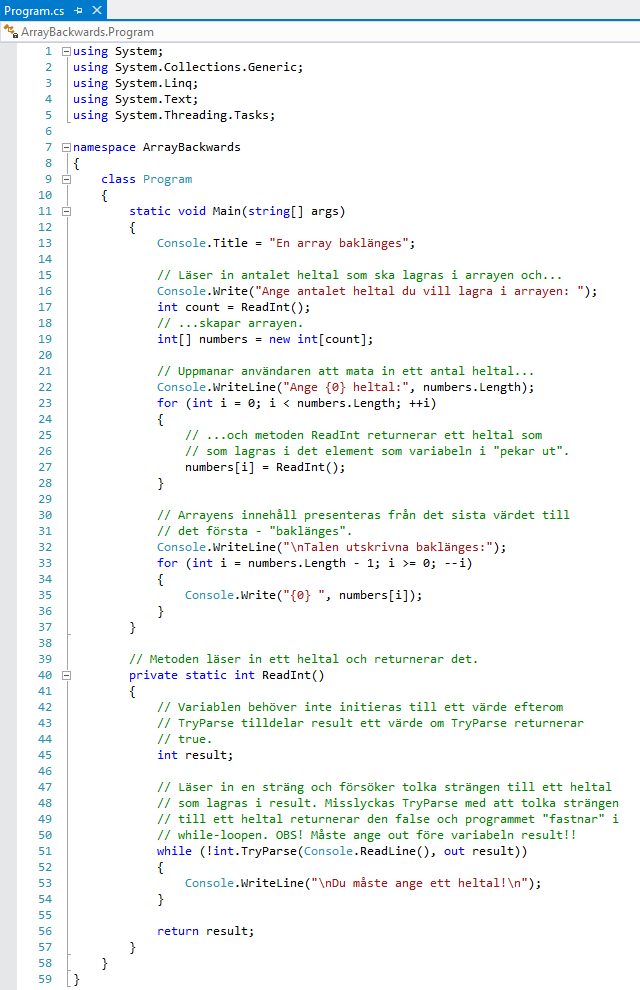 Program.cs
ArrayBackwards.Program
1 using System;
2 using System.Collections.Generic;
3 using System.Linq;
4 using System.Text;
5 using System.Threading.Tasks;
6
7 namespace ArrayBackwards
8 {
9     class Program
10     {
11         static void Main(string[] args)
12         {
13             Console.Title = "En array baklänges";
14
15             // Läser in antalet heltal som ska lagras i arrayen och...
16             Console.Write("Ange antalet heltal du vill lagra i arrayen: ");
17             int count = ReadInt();
18             // ...skapar arrayen.
19             int[] numbers = new int[count];
20
21             // Uppmanar användaren att mata in ett antal heltal...
22             Console.WriteLine("Ange {0} heltal:", numbers.Length);
23             for (int i = 0; i < numbers.Length; ++i)
24             {
25                 // ...och metoden ReadInt returnerar ett heltal som
26                 // som lagras i det element som variabeln i "pekar ut".
27                 numbers[i] = ReadInt();
28             }
29
30             // Arrayens innehåll presenteras från det sista värdet till
31             // det första - "baklänges".
32             Console.WriteLine("\nTalen utskrivna baklänges:");
33             for (int i = numbers.Length - 1; i >= 0; --i)
34             {
35                 Console.Write("{0} ", numbers[i]);
36             }
37         }
38
39         // Metoden läser in ett heltal och returnerar det.
40         private static int ReadInt()
41         {
42             // Variablen behöver inte initieras till ett värde efterom
43             // TryParse tilldelar result ett värde om TryParse returnerar
44             // true.
45             int result;
46
47             // Läser in en sträng och försöker tolka strängen till ett heltal
48             // som lagras i result. Misslyckas TryParse med att tolka strängen
49             // till ett heltal returnerar den false och programmet "fastnar" i
50             // while-loopen. OBS! Måste ange out före variabeln result!!
51             while (!int.TryParse(Console.ReadLine(), out result))
52             {
53                 Console.WriteLine("\nDu måste ange ett heltal!\n");
54             }
55
56             return result;
57         }
58     }
59 }